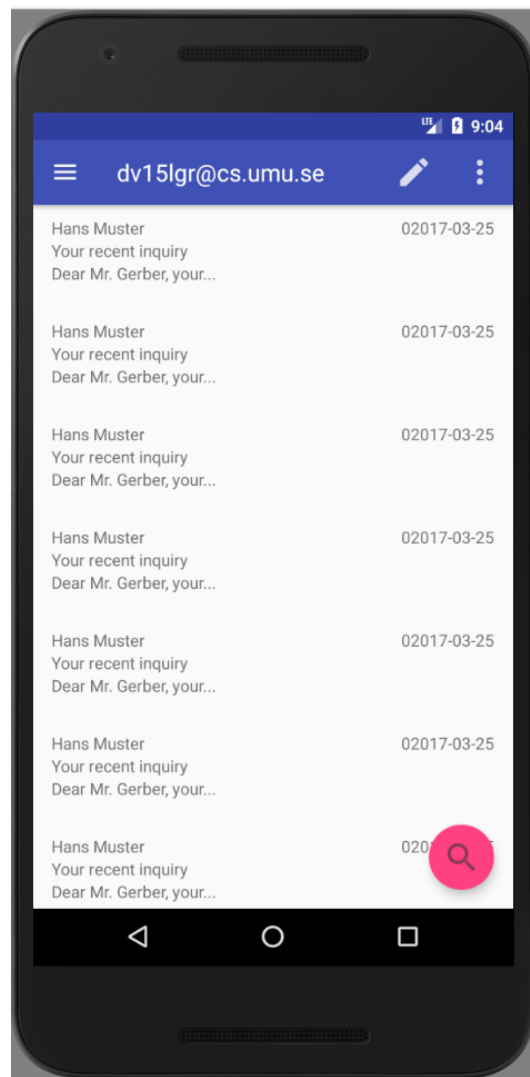 LTE 9:04
dv15lgr@cs.umu.se
Hans Muster 02017-03-25
Your recent inquiry
Dear Mr. Gerber, your...
Hans Muster 02017-03-25
Your recent inquiry
Dear Mr. Gerber, your...
Hans Muster 02017-03-25
Your recent inquiry
Dear Mr. Gerber, your...
Hans Muster 02017-03-25
Your recent inquiry
Dear Mr. Gerber, your...
Hans Muster 02017-03-25
Your recent inquiry
Dear Mr. Gerber, your...
Hans Muster 02017-03-25
Your recent inquiry
Dear Mr. Gerber, your...
Hans Muster
Your recent inquiry
Dear Mr. Gerber, your...